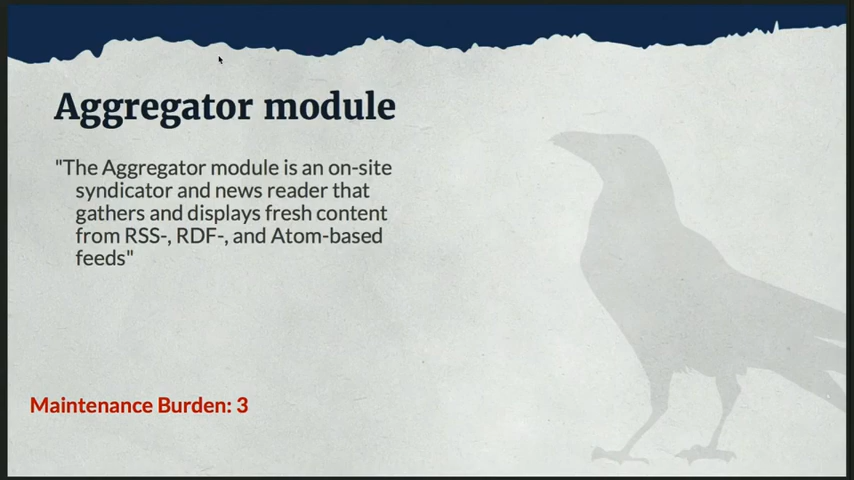 Aggregator module
"The Aggregator module is an on-site
syndicator and news reader that
gathers and displays fresh content
from RSS-, RDF-, and Atom-based
feeds"
Maintenance Burden: 3